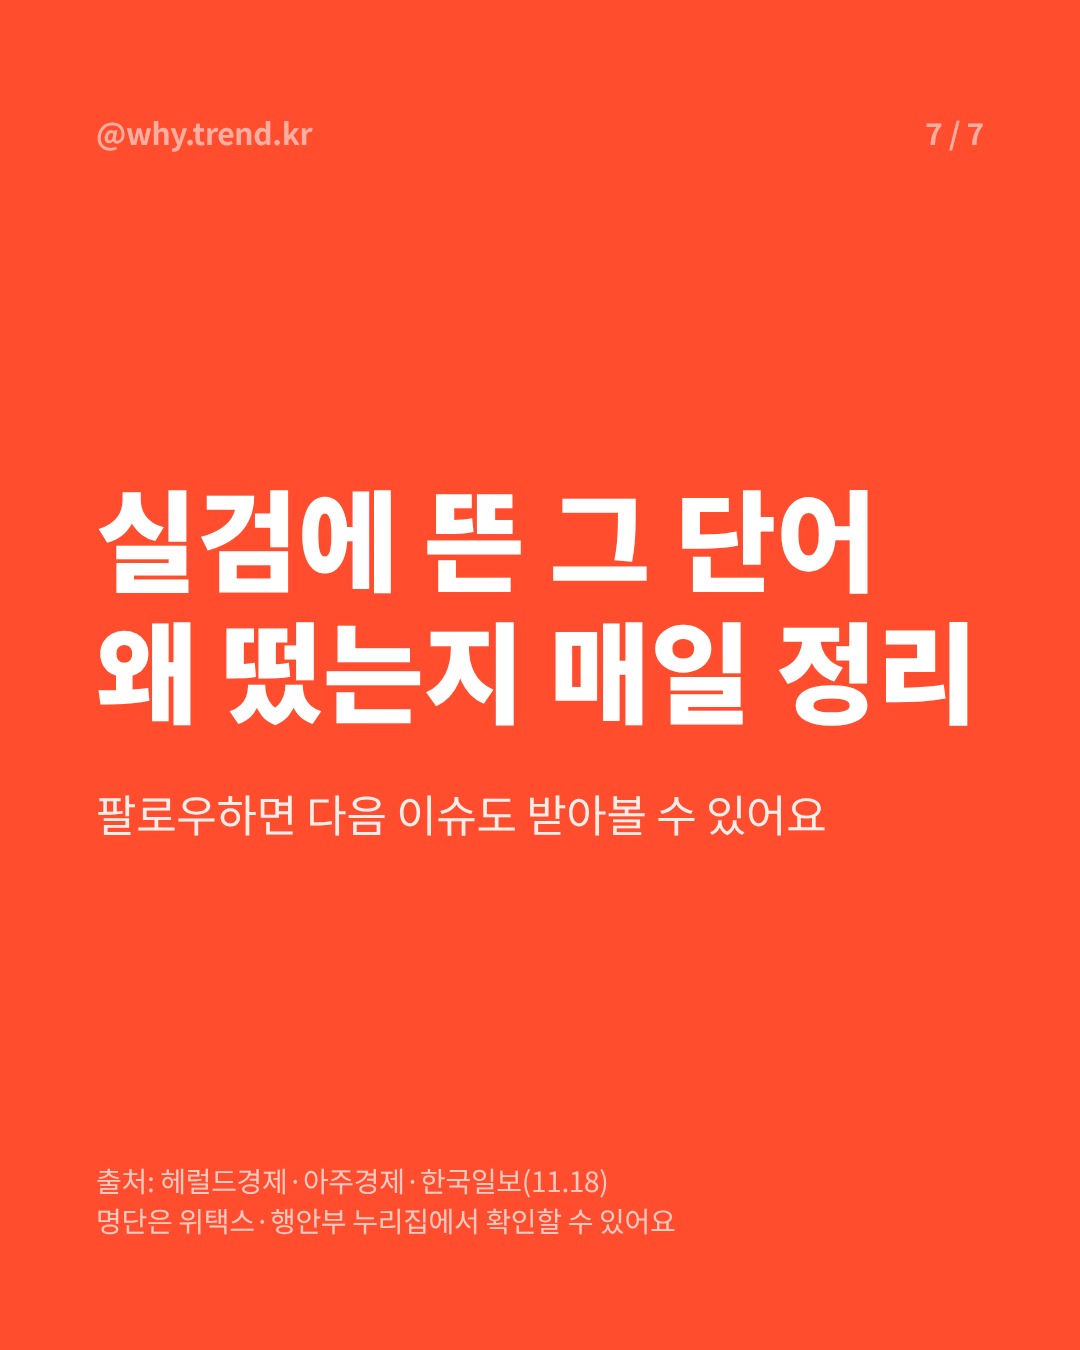 @why.trend.kr
7 / 7
실검에 뜬 그 단어
왜 떴는지 매일 정리
팔로우하면 다음 이슈도 받아볼 수 있어요
출처: 헤럴드경제·아주경제·한국일보(11.18)
명단은 위택스·행안부 누리집에서 확인할 수 있어요